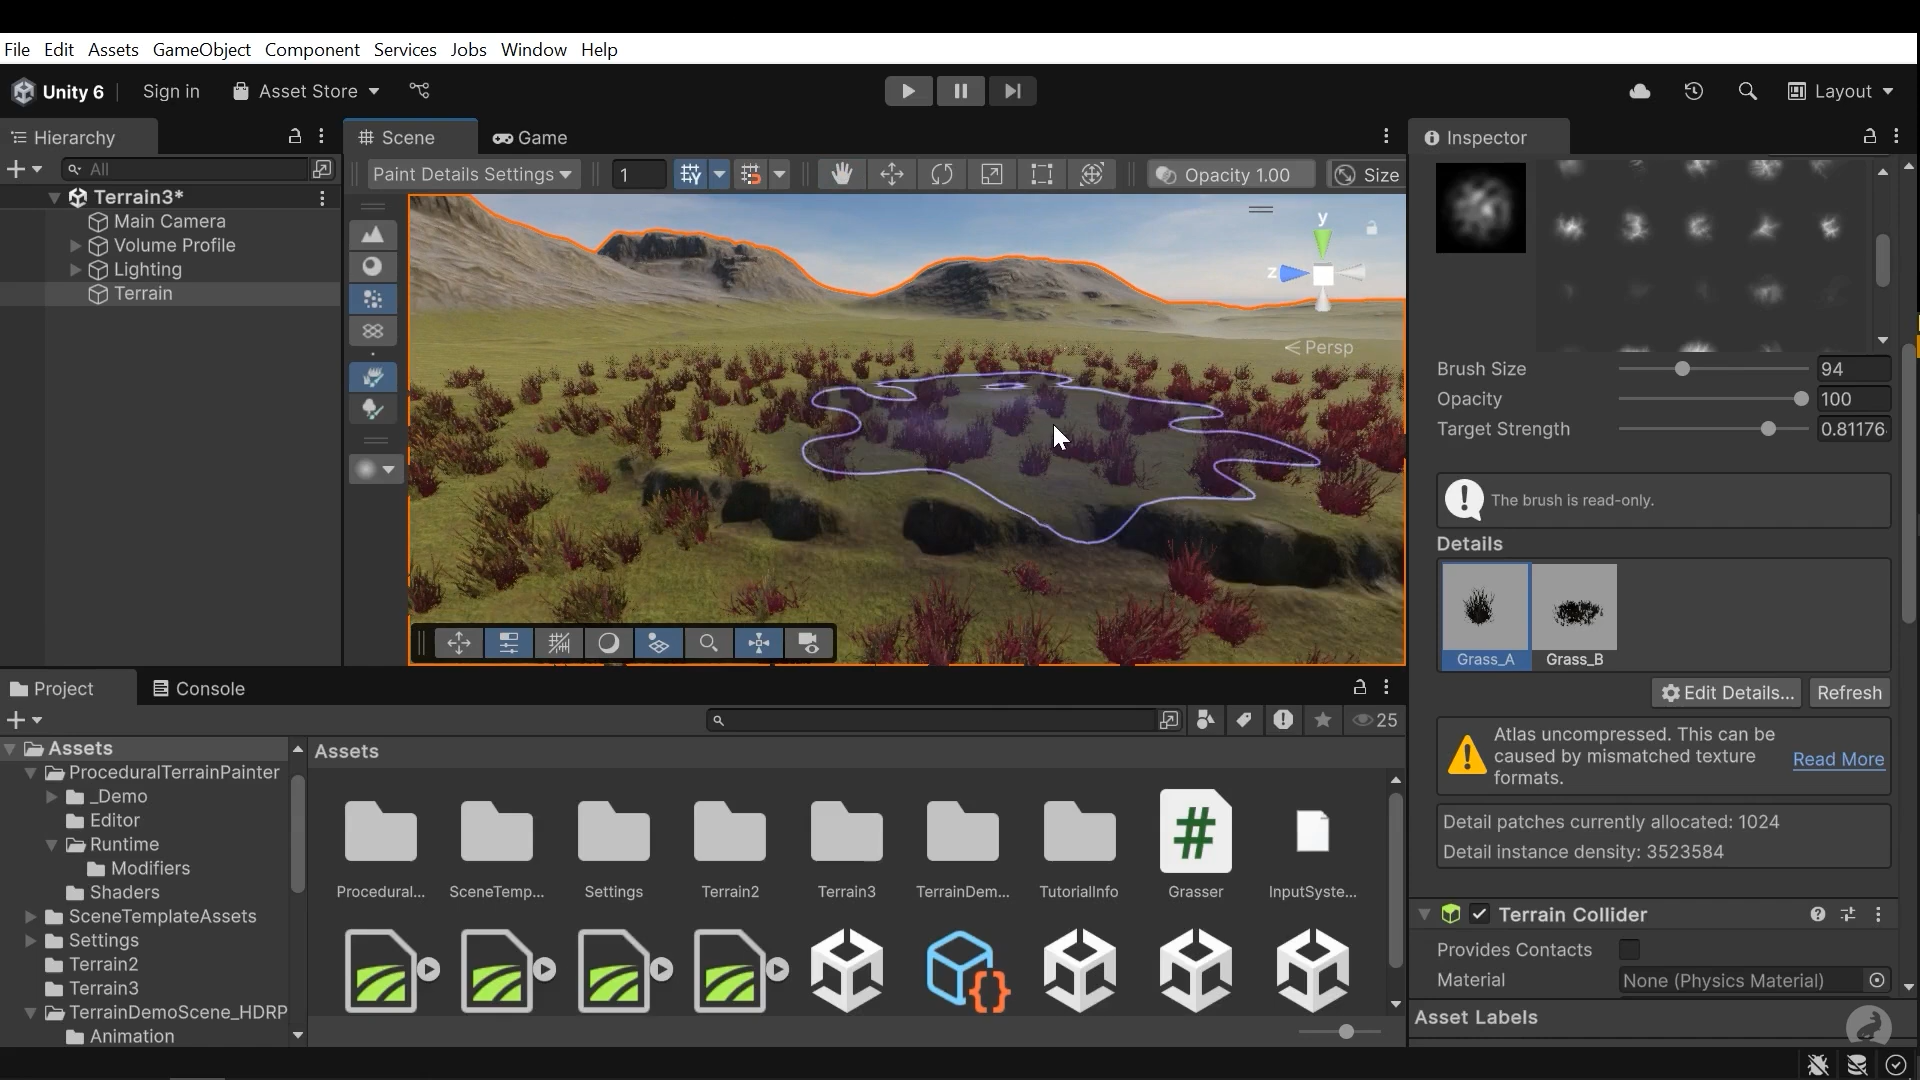 File Edit Assets GameObject Component Services Jobs Window Help
Unity 6 Sign in Asset Store Layout
Hierarchy Scene Game Inspector
All Paint Details Settings 1 Opacity 1.00 Size
Terrain3*
Main Camera
Volume Profile
Lighting
Terrain
y
z
Persp
Brush Size 94
Opacity 100
Target Strength 0.81176
The brush is read-only.
Details
Grass_A Grass_B
Edit Details... Refresh
Atlas uncompressed. This can be
caused by mismatched texture
formats.
Read More
Detail patches currently allocated: 1024
Detail instance density: 3523584
Terrain Collider
Provides Contacts
Material None (Physics Material)
Asset Labels
Project Console
25
Assets
ProceduralTerrainPainter
_Demo
Editor
Runtime
Modifiers
Shaders
SceneTemplateAssets
Settings
Terrain2
Terrain3
TerrainDemoScene_HDRP
Animation
Assets
Procedural... SceneTemp... Settings Terrain2 Terrain3 TerrainDem... TutorialInfo Grasser InputSyste...